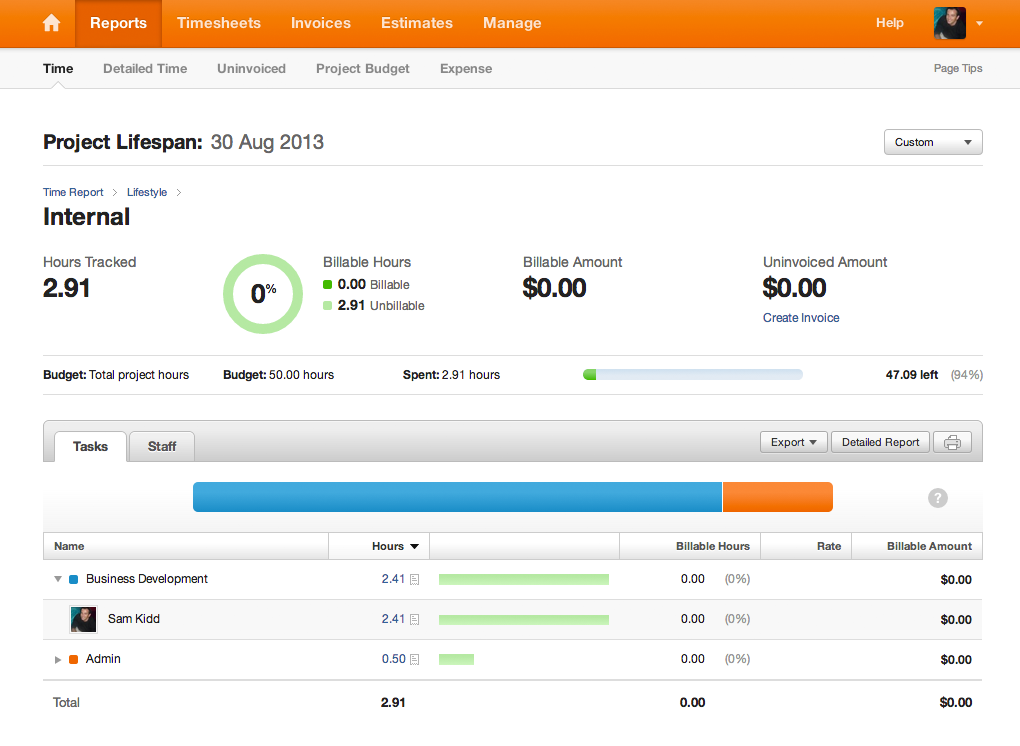 Reports Timesheets Invoices Estimates Manage Help
Time Detailed Time Uninvoiced Project Budget Expense Page Tips
Project Lifespan: 30 Aug 2013 Custom
Time Report Lifestyle
Internal
Hours Tracked Billable Hours Billable Amount Uninvoiced Amount
2.91 0% 0.00 Billable $0.00 $0.00
2.91 Unbillable Create Invoice
Budget: Total project hours Budget: 50.00 hours Spent: 2.91 hours 47.09 left (94%)
Tasks Staff Export Detailed Report
?
Name Hours Billable Hours Rate Billable Amount
Business Development 2.41 0.00 (0%) $0.00
Sam Kidd 2.41 0.00 (0%) $0.00
Admin 0.50 0.00 (0%) $0.00
Total 2.91 0.00 $0.00